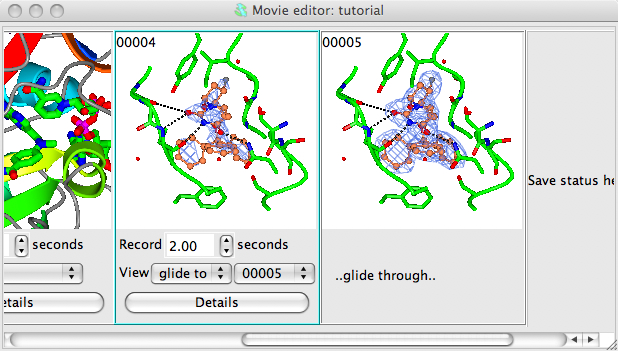 Movie editor: tutorial
00004
00005
Save status he
seconds
Record 2.00 seconds
View glide to 00005
..glide through..
etails
Details